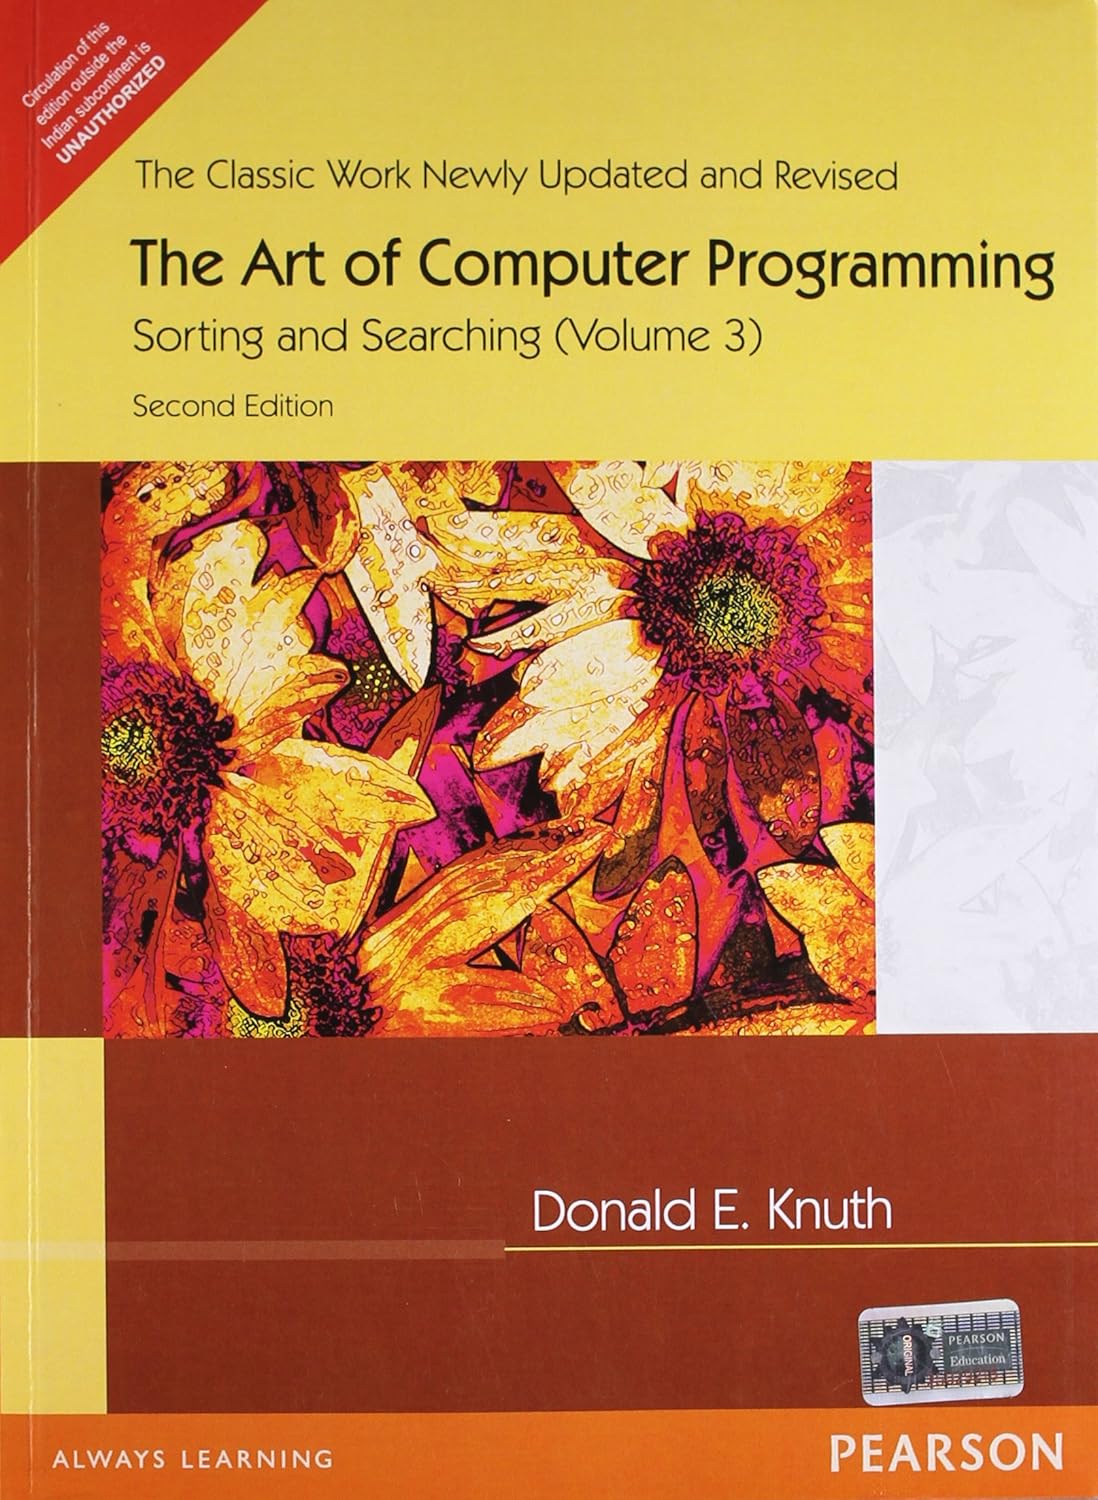 Circulation of this
edition outside the
Indian subcontinent is
UNAUTHORIZED
The Classic Work Newly Updated and Revised
The Art of Computer Programming
Sorting and Searching (Volume 3)
Second Edition
Donald E. Knuth
ORIGINAL
PEARSON
Education
ALWAYS LEARNING
PEARSON